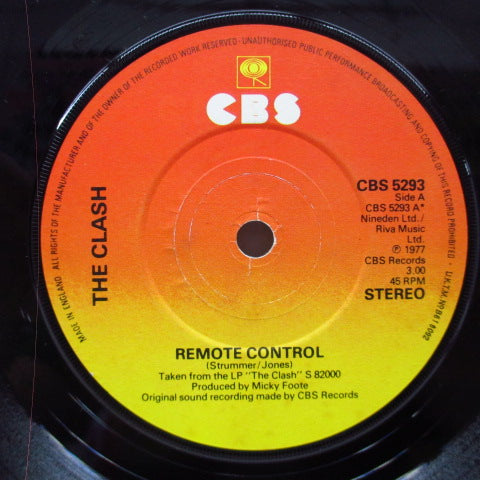 ALL RIGHTS OF THE MANUFACTURER AND OF THE OWNER OF THE RECORDED WORK RESERVED · UNAUTHORISED PUBLIC PERFORMANCE BROADCASTING AND COPYING OF THIS RECORD PROHIBITED · U.K.T.M.NO 861 8092
MADE IN ENGLAND
CBS
THE CLASH
CBS 5293
Side A
CBS 5293 A*
Nineden Ltd./
Riva Music
Ltd.
℗ 1977
CBS Records
3.00
45 RPM
STEREO
REMOTE CONTROL
(Strummer/Jones)
Taken from the LP "The Clash" S 82000
Produced by Micky Foote
Original sound recording made by CBS Records